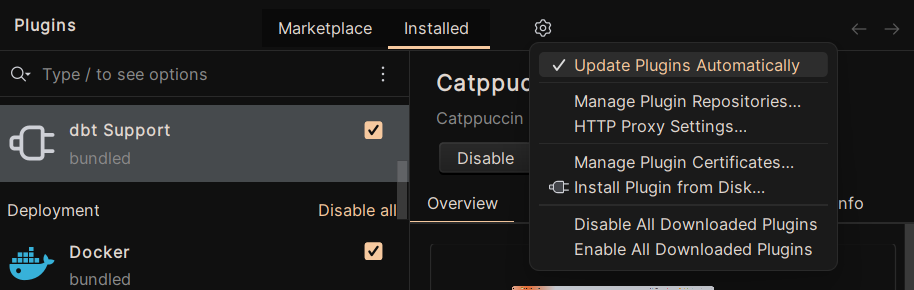 Plugins
Marketplace
Installed
Type / to see options
dbt Support
bundled
Deployment
Disable all
Docker
bundled
Catppuc
Catppuccin
Disable
Overview
Update Plugins Automatically
Manage Plugin Repositories...
HTTP Proxy Settings...
Manage Plugin Certificates...
Install Plugin from Disk...
Disable All Downloaded Plugins
Enable All Downloaded Plugins
nfo